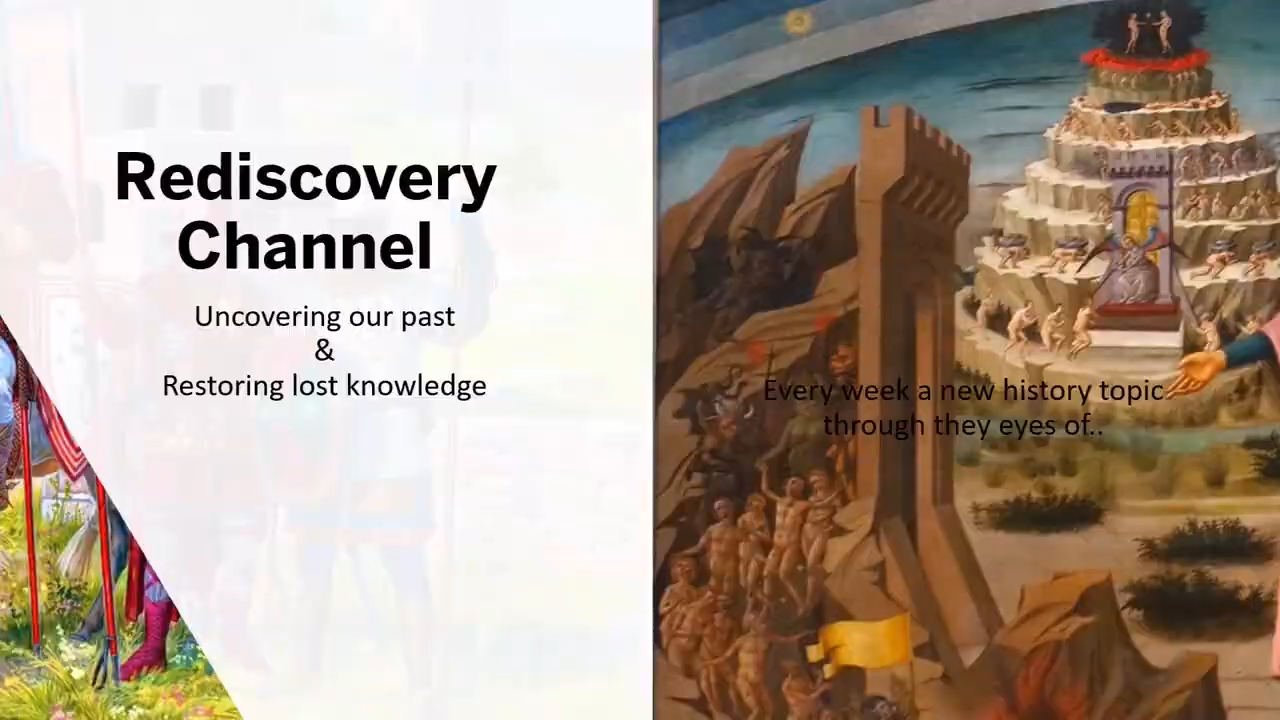 Rediscovery
Channel
Uncovering our past
&
Restoring lost knowledge
Every week a new history topic
through they eyes of..